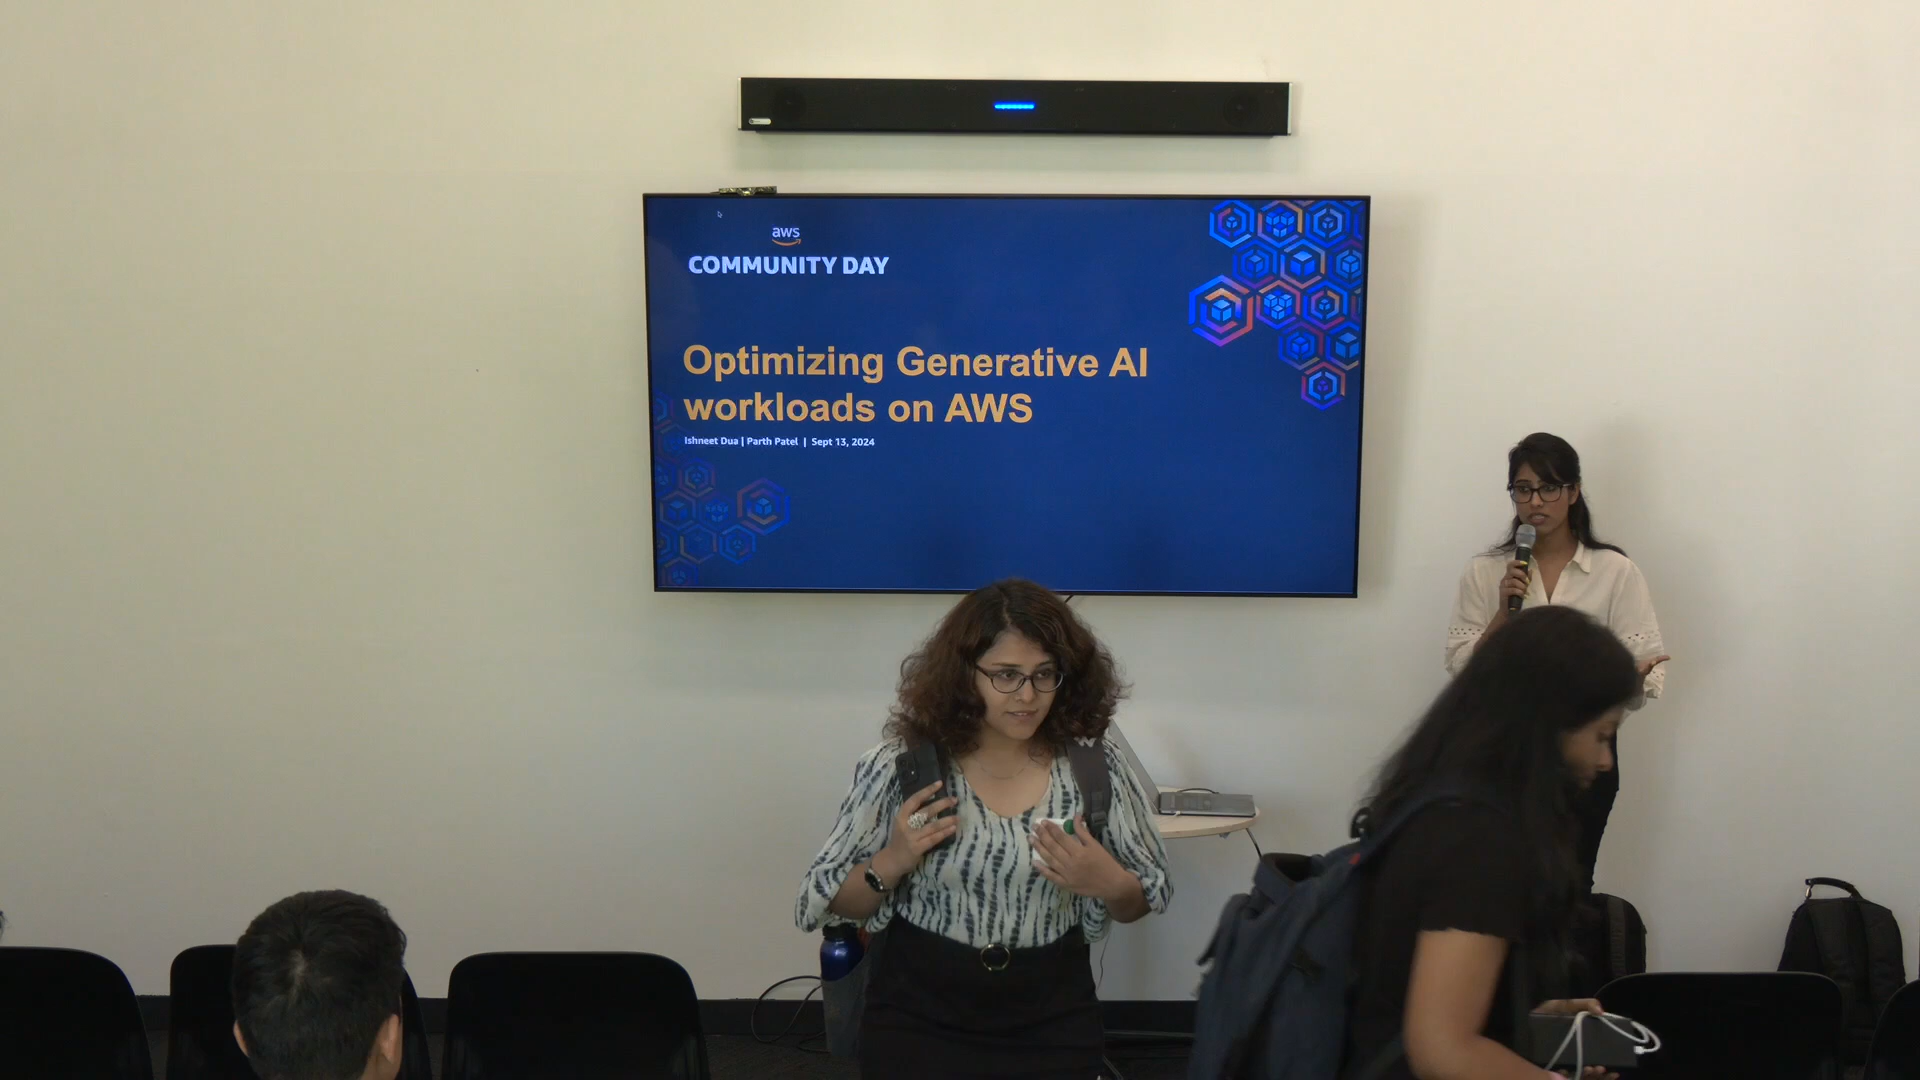 aws
COMMUNITY DAY
Optimizing Generative AI
workloads on AWS
Ishneet Dua | Parth Patel | Sept 13, 2024